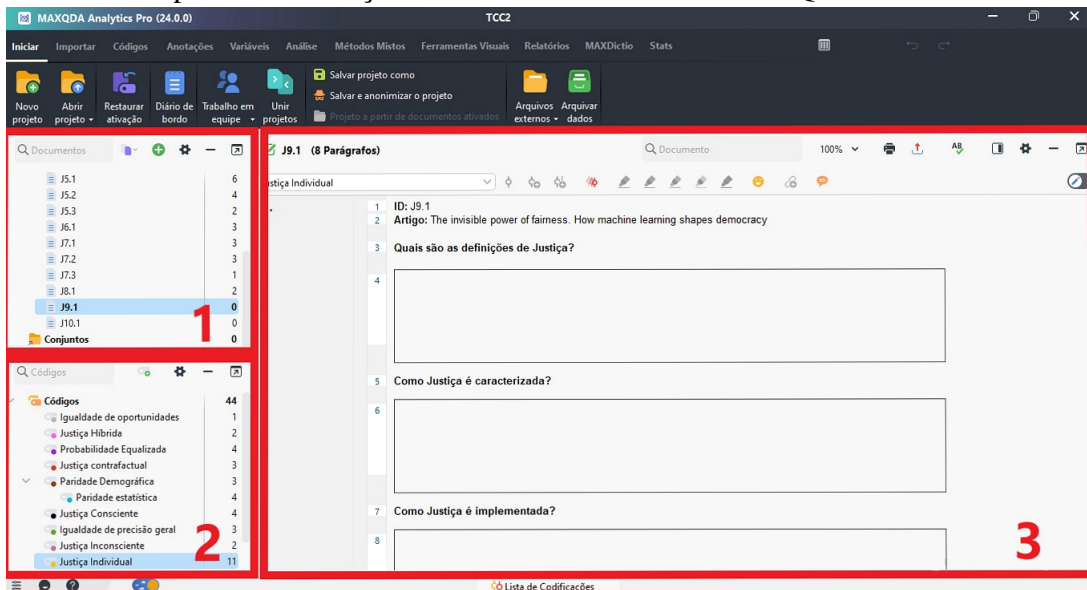 MAXQDA Analytics Pro (24.0.0) TCC2
Iniciar Importar Códigos Anotações Variáveis Análise Métodos Mistos Ferramentas Visuais Relatórios MAXDictio Stats
Novo projeto
Abrir projeto
Restaurar ativação
Diário de bordo
Trabalho em equipe
Unir projetos
Salvar projeto como
Salvar e anonimizar o projeto
Projeto a partir de documentos ativados
Arquivos externos
Arquivar dados
Documentos
J5.1 6
J5.2 4
J5.3 2
J6.1 3
J7.1 3
J7.2 3
J7.3 1
J8.1 2
J9.1 0
J10.1 0
Conjuntos 0
1
Códigos
Códigos 44
Igualdade de oportunidades 1
Justiça Híbrida 2
Probabilidade Equalizada 4
Justiça contrafactual 3
Paridade Demográfica 3
Paridade estatística 4
Justiça Consciente 4
Igualdade de precisão geral 3
Justiça Inconsciente 2
Justiça Individual 11
2
J9.1 (8 Parágrafos) Documento 100%
ustiça Individual
1 ID: J9.1
2 Artigo: The invisible power of fairness. How machine learning shapes democracy
3 Quais são as definições de Justiça?
4
5 Como Justiça é caracterizada?
6
7 Como Justiça é implementada?
8
3
Lista de Codificações